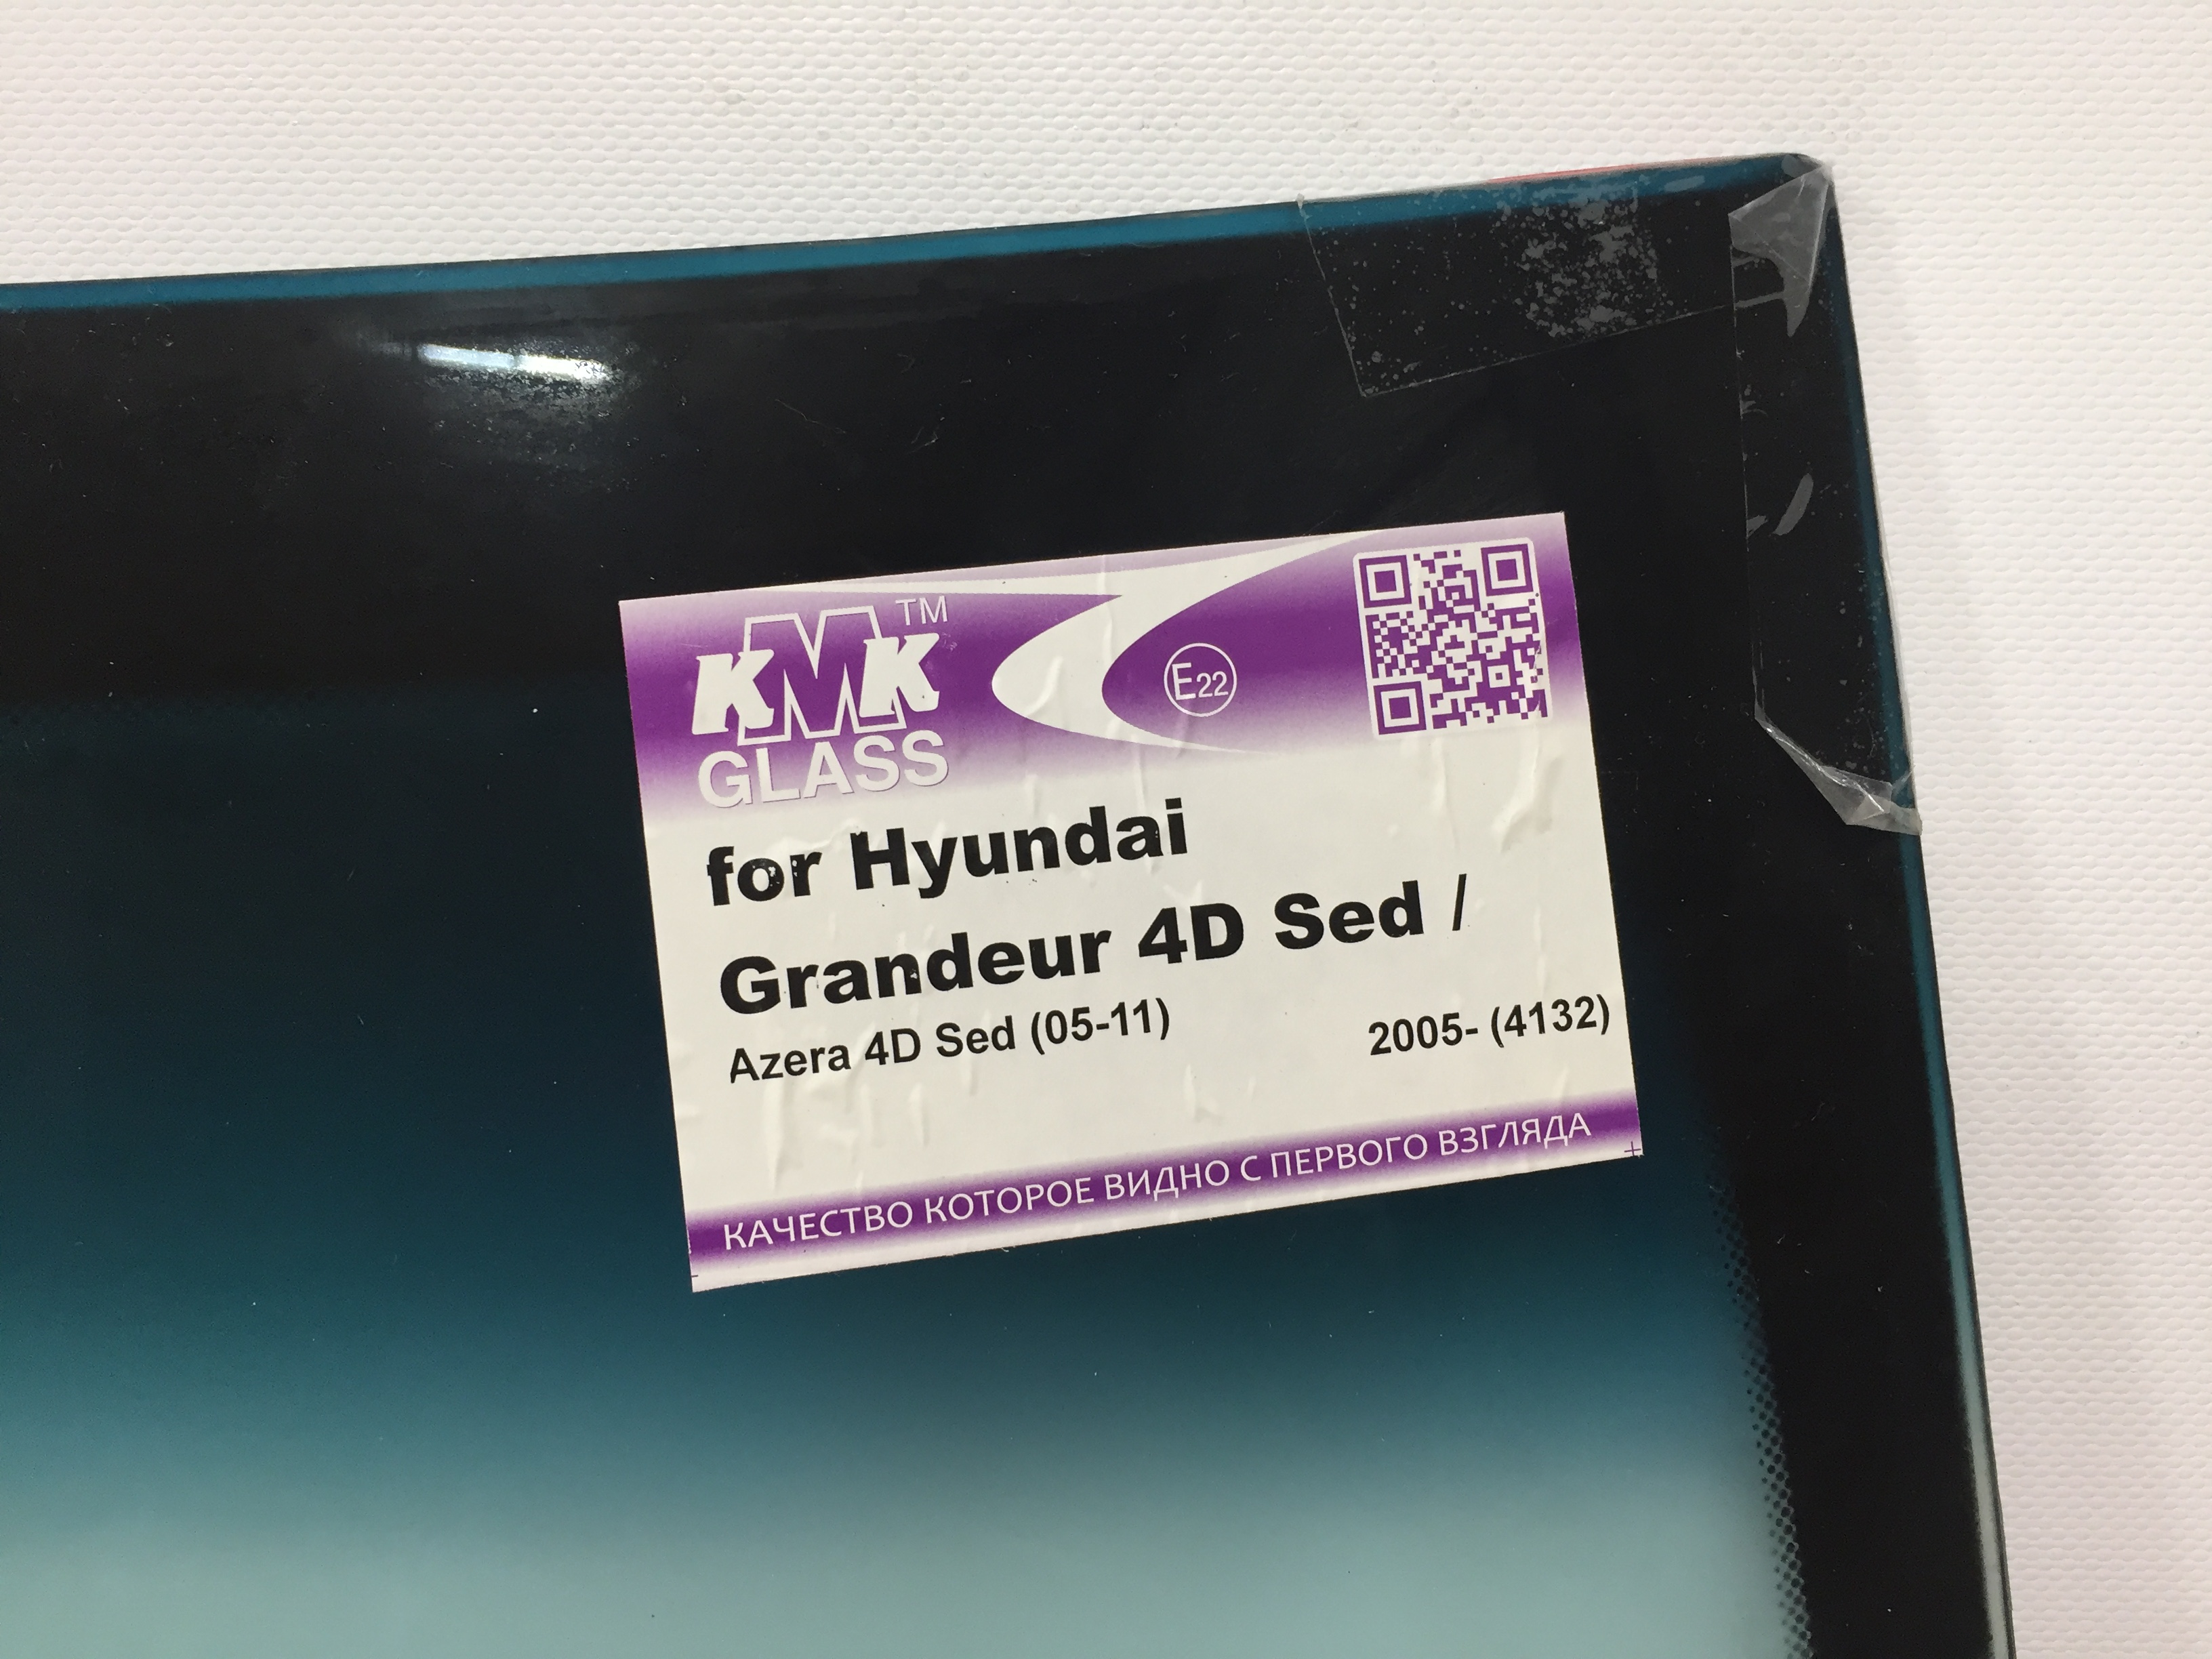 KMK™
GLASS
E22
for Hyundai
Grandeur 4D Sed /
Azera 4D Sed (05-11) 2005- (4132)
КАЧЕСТВО КОТОРОЕ ВИДНО С ПЕРВОГО ВЗГЛЯДА